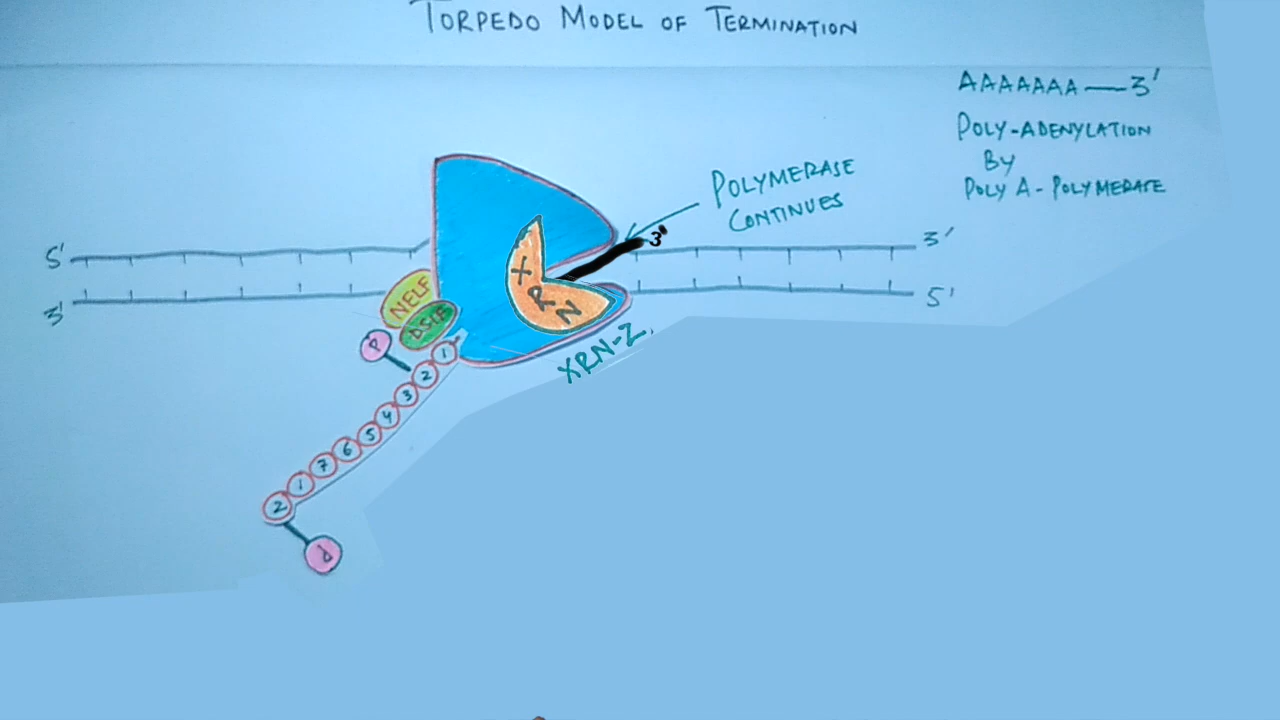 TORPEDO MODEL OF TERMINATION
AAAAAAA—3'
POLY-ADENYLATION
BY
POLY A-POLYMERASE
POLYMERASE
CONTINUES
5'
3'
3'
3'
5'
NELF
DSIF
X
R
N
XRN-2
P
1
2
3
4
5
6
7
1
2
P